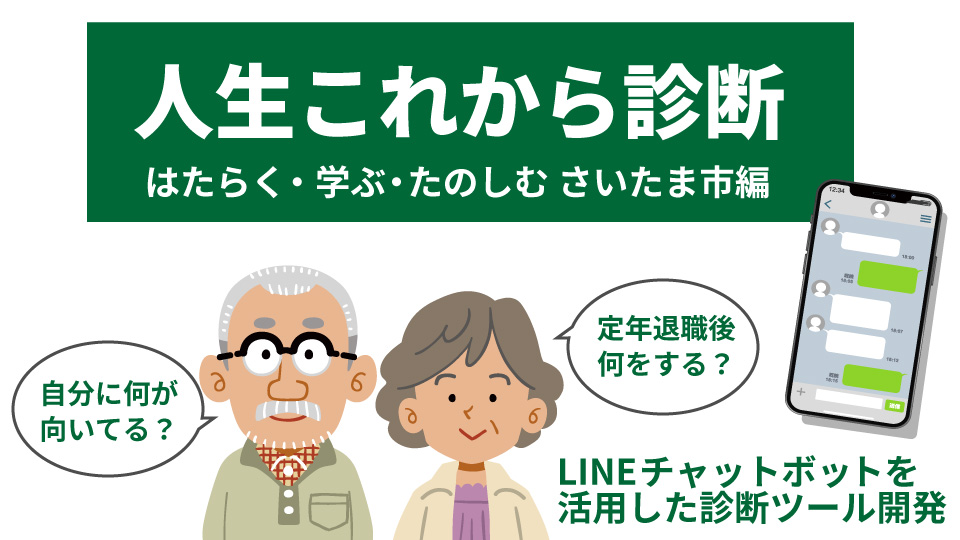 人生これから診断
はたらく・学ぶ・たのしむ さいたま市編
12:34
定年退職後
何をする？
自分に何が
向いてる？
LINEチャットボットを
活用した診断ツール開発